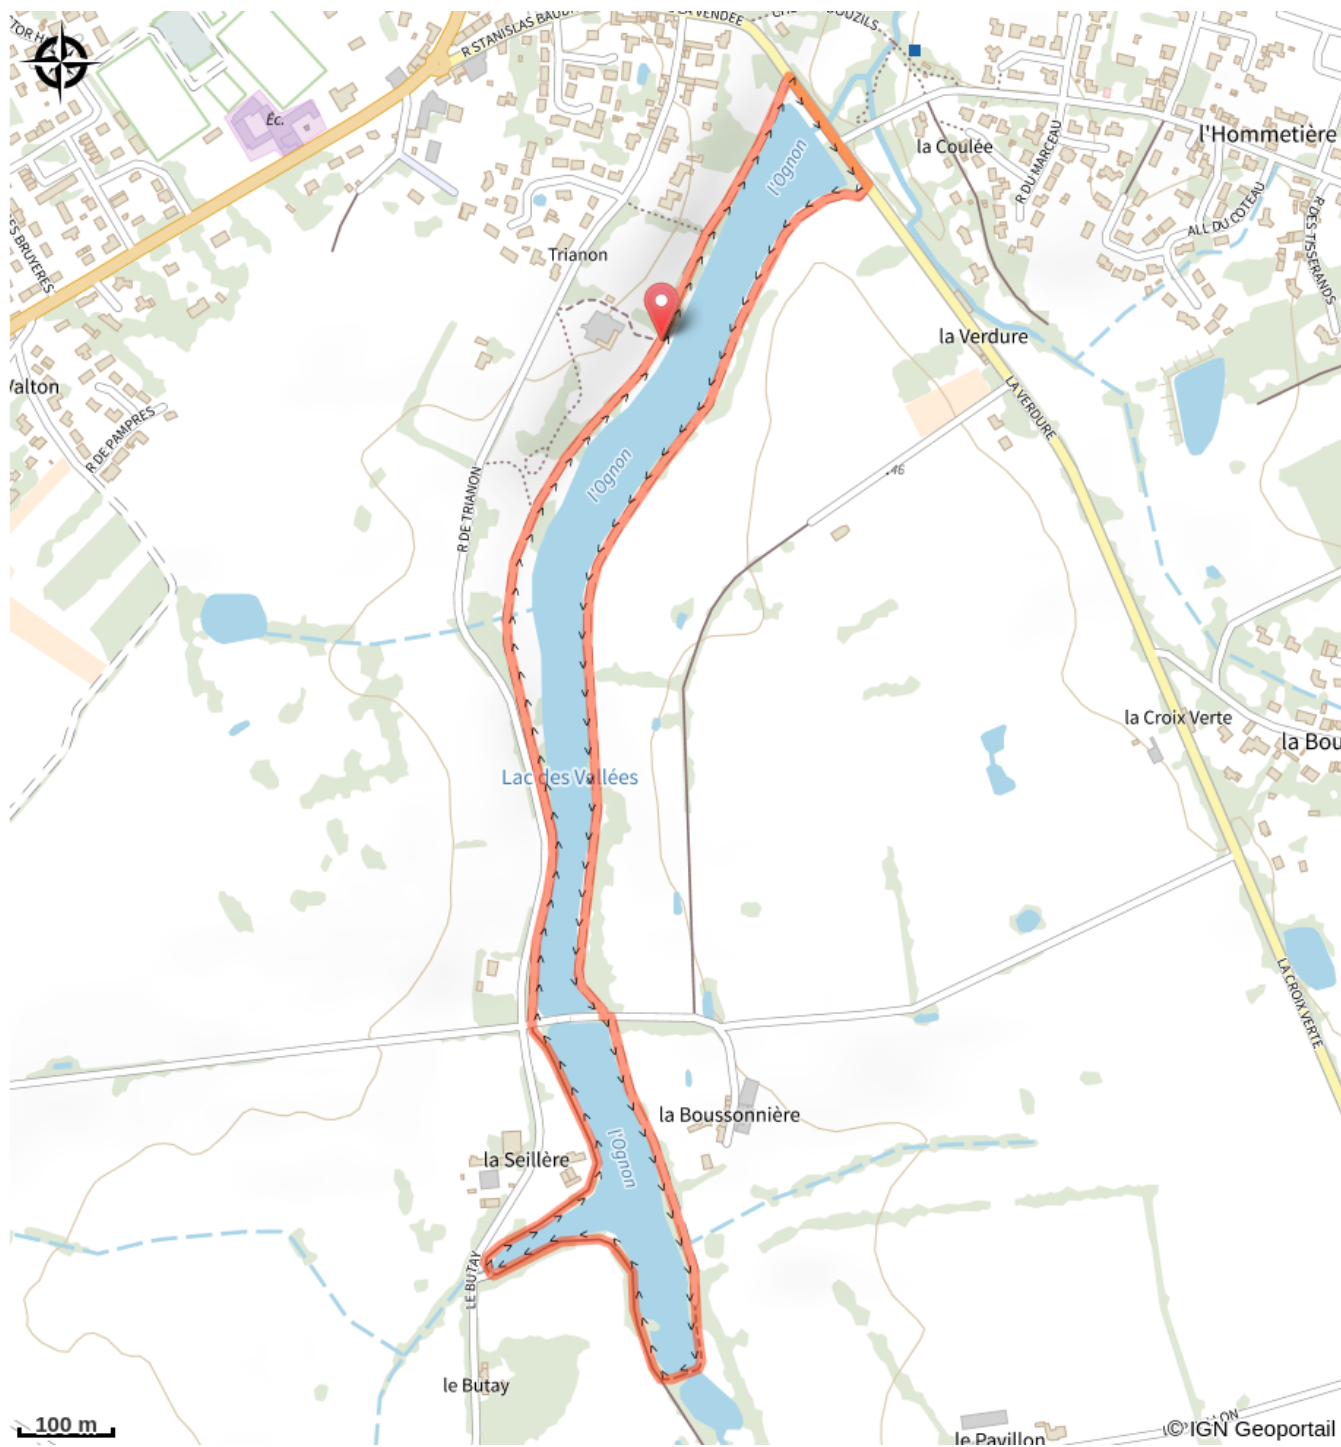 R STANISLAS BAUD
LA VENDÉE
Éc.
l'Hommetière
la Coulée
R DU MARCEAU
l'Ognon
ALL DU COTEAU
R DES TISSERANDS
ES BRUYERES
Trianon
la Verdure
Valton
LA VERDURE
R DE PAMPRES
l'Ognon
46
R DE TRIANON
la Croix Verte
la Bou
Lac des Vallées
LA CROIX VERTE
la Boussonnière
l'Ognon
la Seillère
LE BUTAY
le Butay
100 m
© IGN Geoportail
le Pavillon